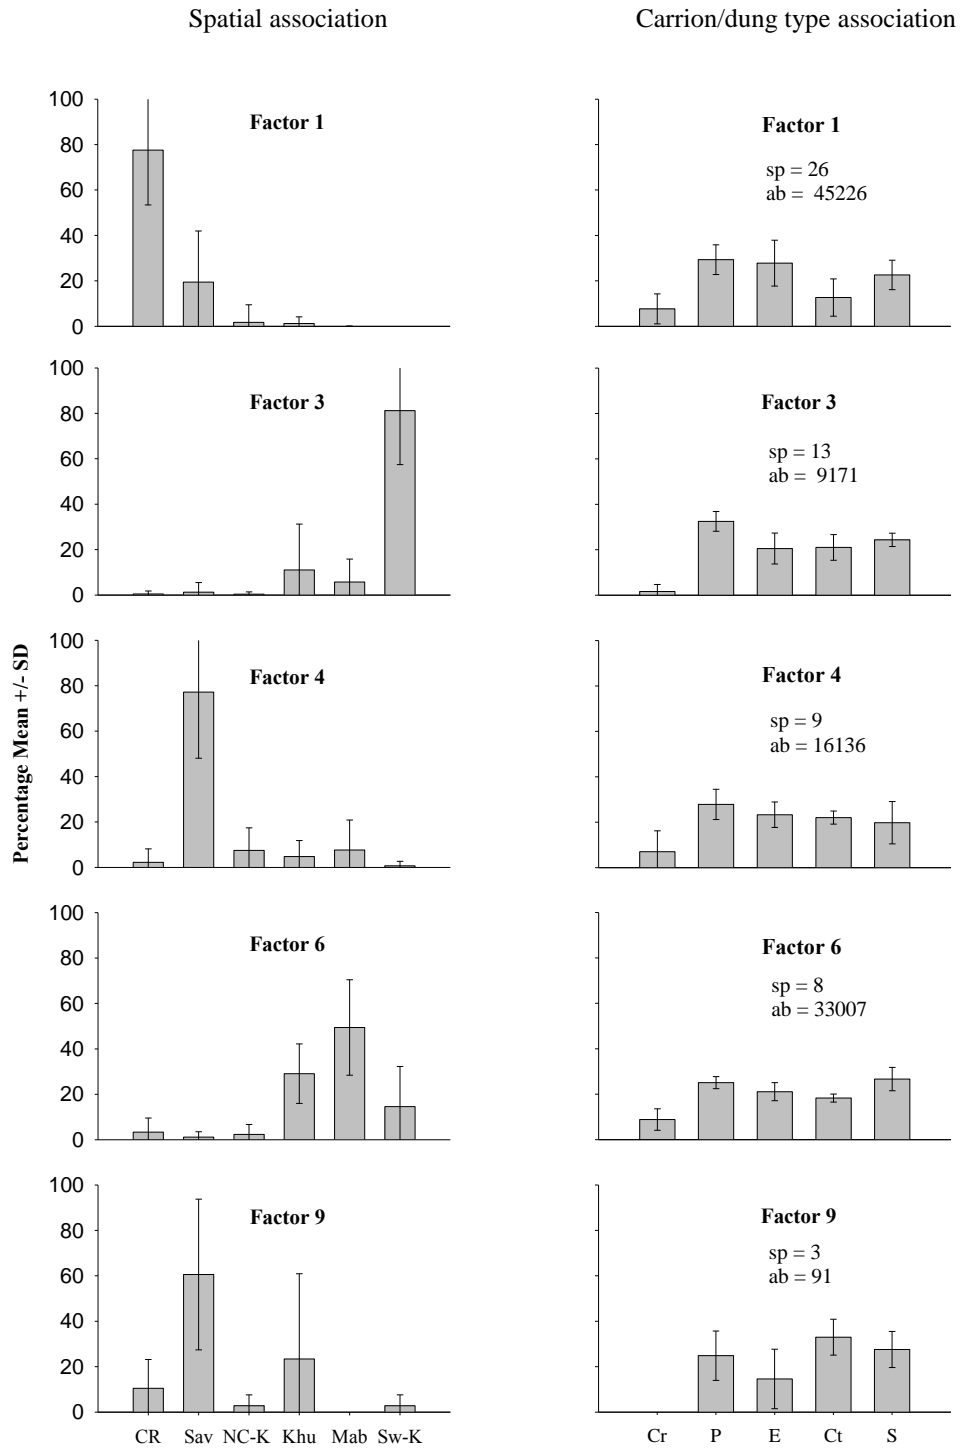 Spatial association
Carrion/dung type association
Percentage Mean +/- SD
100
80
60
40
20
0
Factor 1
Factor 1
sp = 26
ab = 45226
100
80
60
40
20
0
Factor 3
Factor 3
sp = 13
ab = 9171
100
80
60
40
20
0
Factor 4
Factor 4
sp = 9
ab = 16136
100
80
60
40
20
0
Factor 6
Factor 6
sp = 8
ab = 33007
100
80
60
40
20
0
Factor 9
Factor 9
sp = 3
ab = 91
CR Sav NC-K Khu Mab Sw-K
Cr P E Ct S